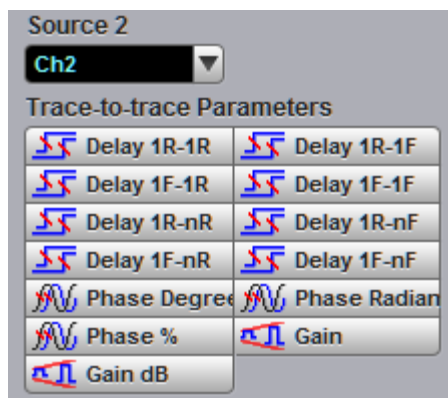 Source 2
Ch2
Trace-to-trace Parameters
Delay 1R-1R Delay 1R-1F
Delay 1F-1R Delay 1F-1F
Delay 1R-nR Delay 1R-nF
Delay 1F-nR Delay 1F-nF
Phase Degree Phase Radian
Phase % Gain
Gain dB